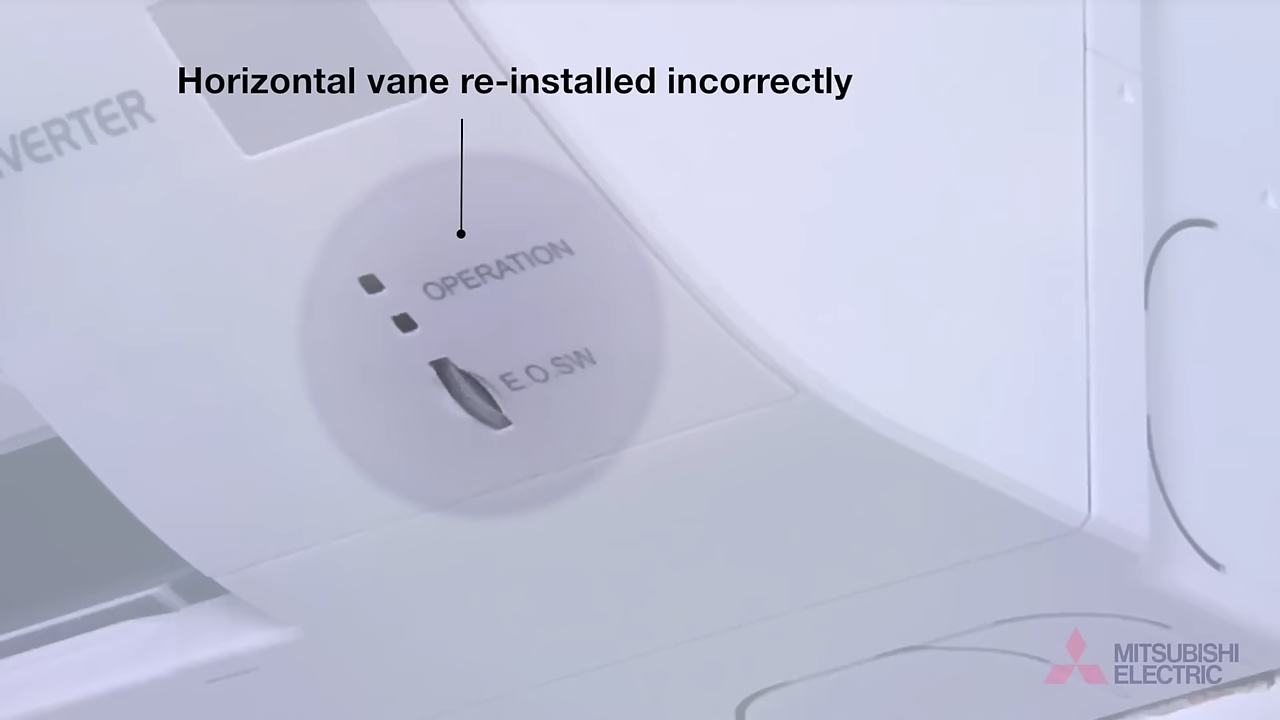 Horizontal vane re-installed incorrectly
VERTER
OPERATION
E.O.SW
MITSUBISHI
ELECTRIC